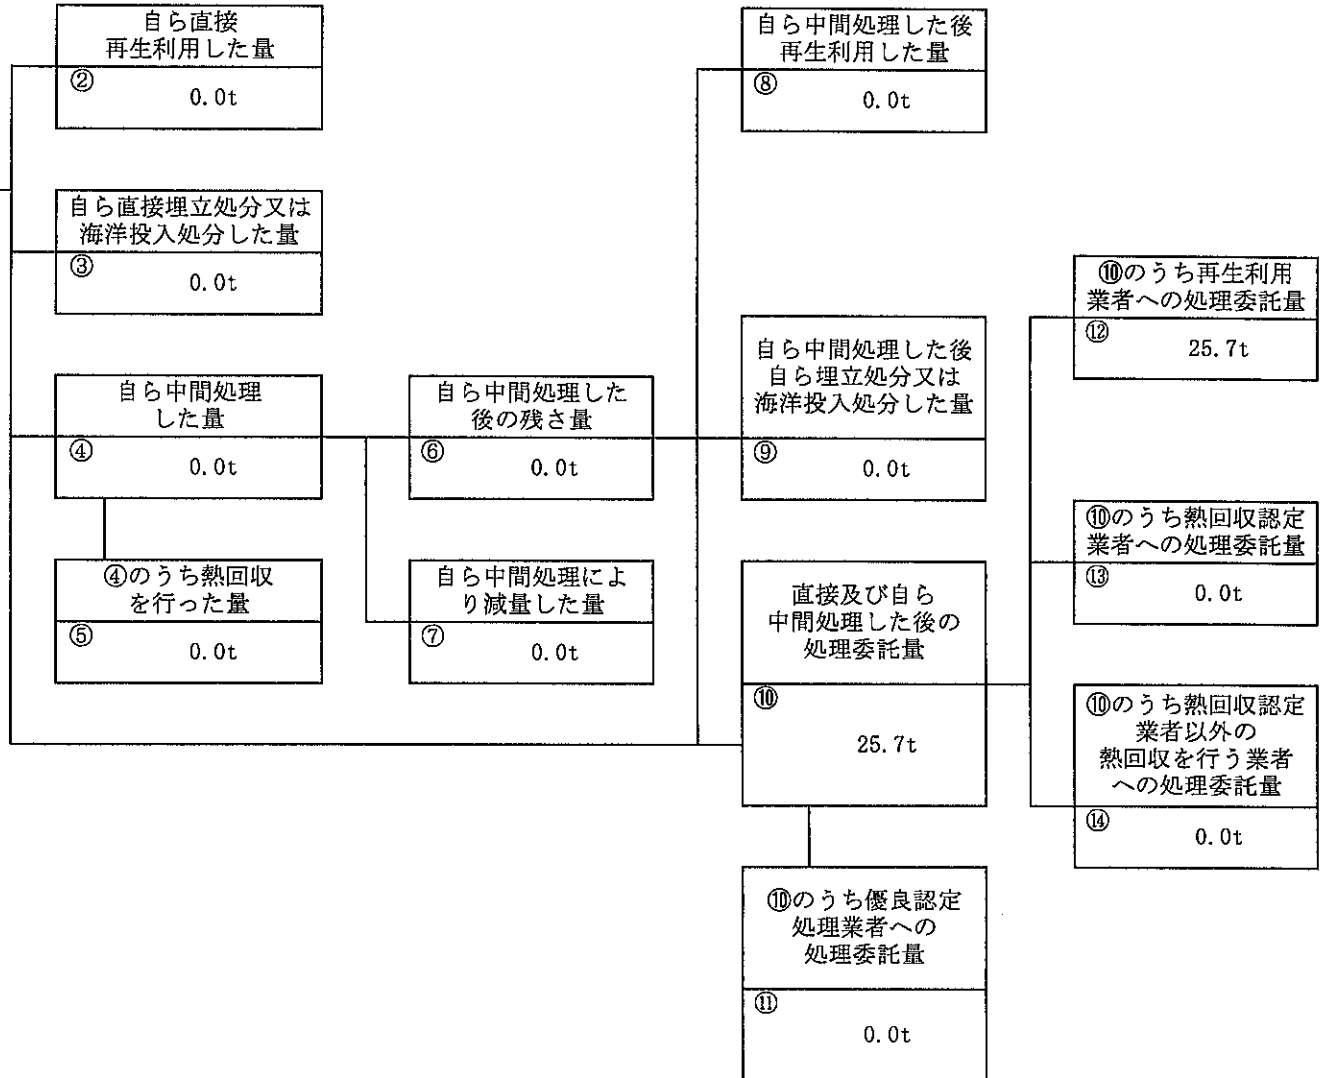 自ら直接
再生利用した量
②
0.0t
自ら直接埋立処分又は
海洋投入処分した量
③
0.0t
自ら中間処理
した量
④
0.0t
④のうち熱回収
を行った量
⑤
0.0t
自ら中間処理した
後の残さ量
⑥
0.0t
自ら中間処理によ
り減量した量
⑦
0.0t
自ら中間処理した後
再生利用した量
⑧
0.0t
自ら中間処理した後
自ら埋立処分又は
海洋投入処分した量
⑨
0.0t
直接及び自ら
中間処理した後の
処理委託量
⑩
25.7t
⑩のうち優良認定
処理業者への
処理委託量
⑪
0.0t
⑩のうち再生利用
業者への処理委託量
⑫
25.7t
⑩のうち熱回収認定
業者への処理委託量
⑬
0.0t
⑩のうち熱回収認定
業者以外の
熱回収を行う業者
への処理委託量
⑭
0.0t